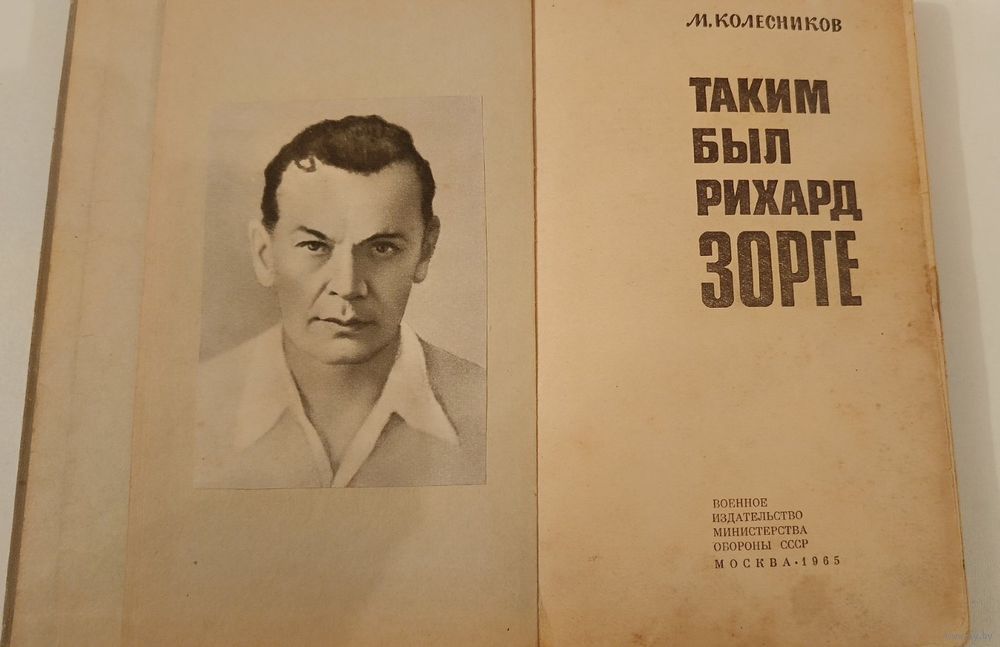 М. КОЛЕСНИКОВ
ТАКИМ
БЫЛ
РИХАРД
ЗОРГЕ
ВОЕННОЕ
ИЗДАТЕЛЬСТВО
МИНИСТЕРСТВА
ОБОРОНЫ СССР
МОСКВА · 1965